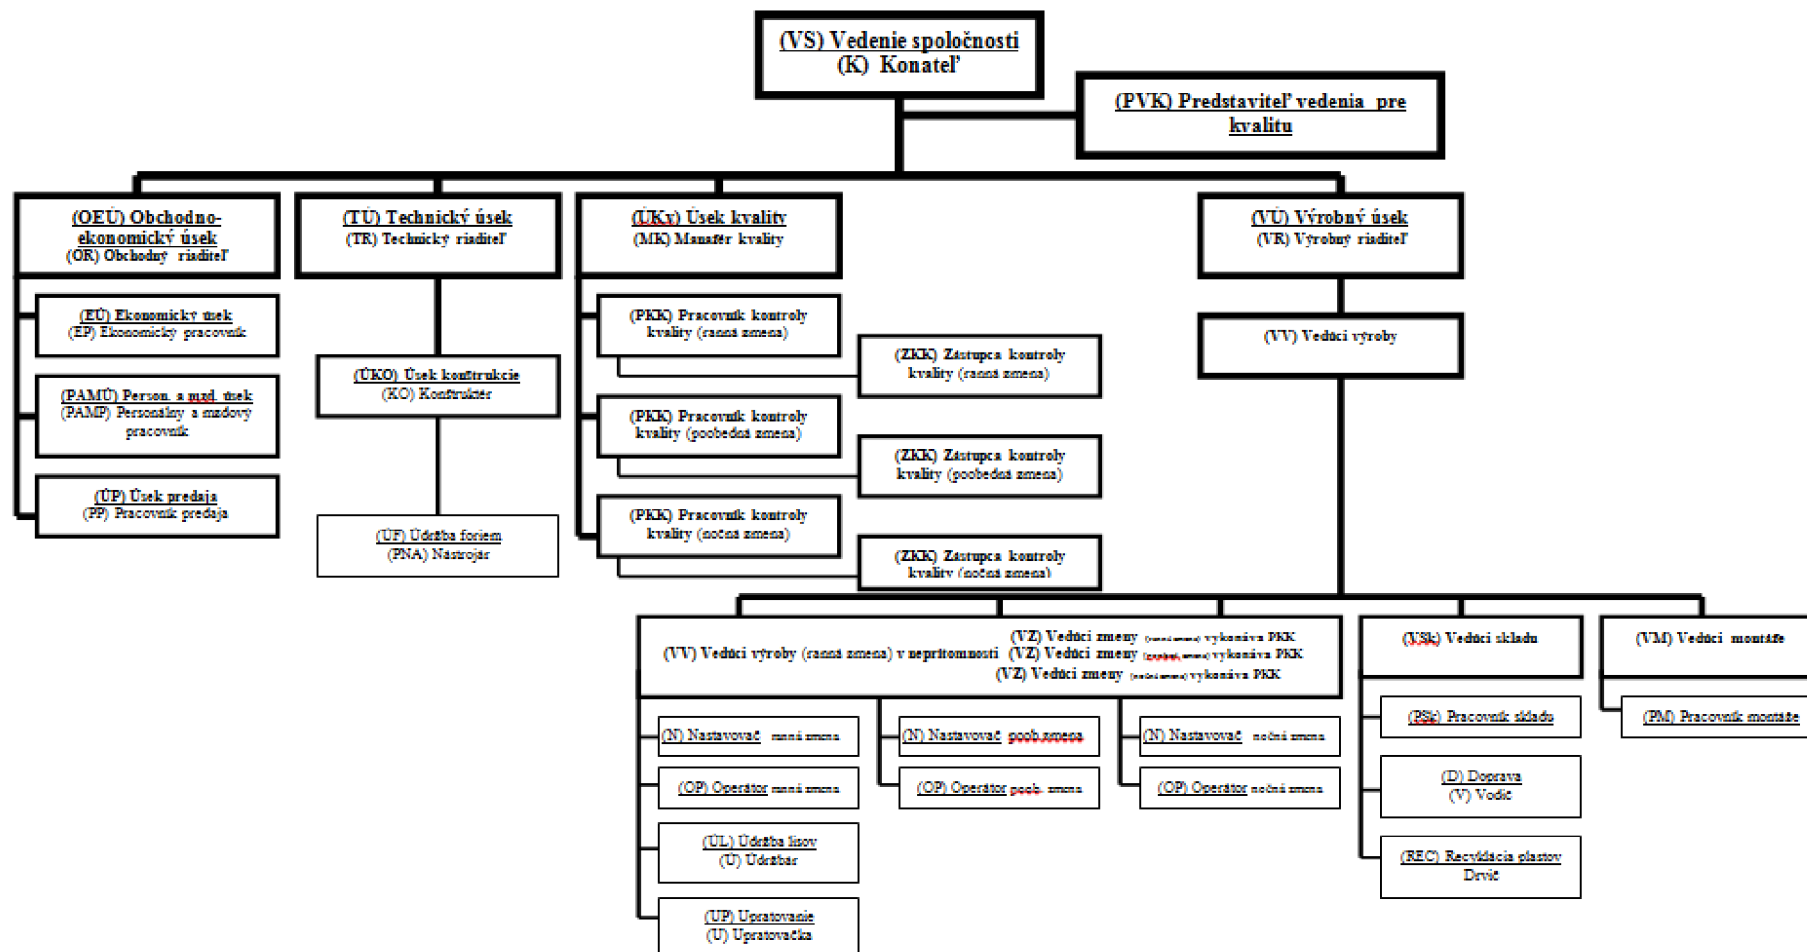 (VS) Vedenie spoločnosti
(K) Konateľ
(PVK) Predstaviteľ vedenia pre
kvalitu
(OEÚ) Obchodno-
ekonomický úsek
(OR) Obchodný riaditeľ
(TÚ) Technický úsek
(TR) Technický riaditeľ
(ÚKv) Úsek kvality
(MK) Manažér kvality
(VÚ) Výrobný úsek
(VR) Výrobný riaditeľ
(EÚ) Ekonomický úsek
(EP) Ekonomický pracovník
(PAMÚ) Person. a mzd. úsek
(PAMP) Personálny a mzdový
pracovník
(ÚP) Úsek predaja
(PP) Pracovník predaja
(ÚKO) Úsek konštrukcie
(KO) Konštruktér
(ÚF) Údržba foriem
(PNA) Nástrojár
(PKK) Pracovník kontroly
kvality (ranná zmena)
(ZKK) Zástupca kontroly
kvality (ranná zmena)
(PKK) Pracovník kontroly
kvality (poobedná zmena)
(ZKK) Zástupca kontroly
kvality (poobedná zmena)
(PKK) Pracovník kontroly
kvality (nočná zmena)
(ZKK) Zástupca kontroly
kvality (nočná zmena)
(VV) Vedúci výroby
(VZ) Vedúci zmeny (ranná zmena) vykonáva PKK
(VV) Vedúci výroby (ranná zmena) v neprítomnosti (VZ) Vedúci zmeny zmena) vykonáva PKK
(VZ) Vedúci zmeny (nočná zmena) vykonáva PKK
(VSk) Vedúci skladu
(VM) Vedúci montáže
(N) Nastavovač ranná zmena
(OP) Operátor ranná zmena
(ÚL) Údržba lisov
(Ú) Údržbár
(UP) Upratovanie
(U) Upratovačka
(N) Nastavovač poob.zmena
(OP) Operátor poob. zmena
(N) Nastavovač nočná zmena
(OP) Operátor nočná zmena
(PSk) Pracovník skladu
(D) Doprava
(V) Vodič
(REC) Recyklácia plastov
Drvič
(PM) Pracovník montáže